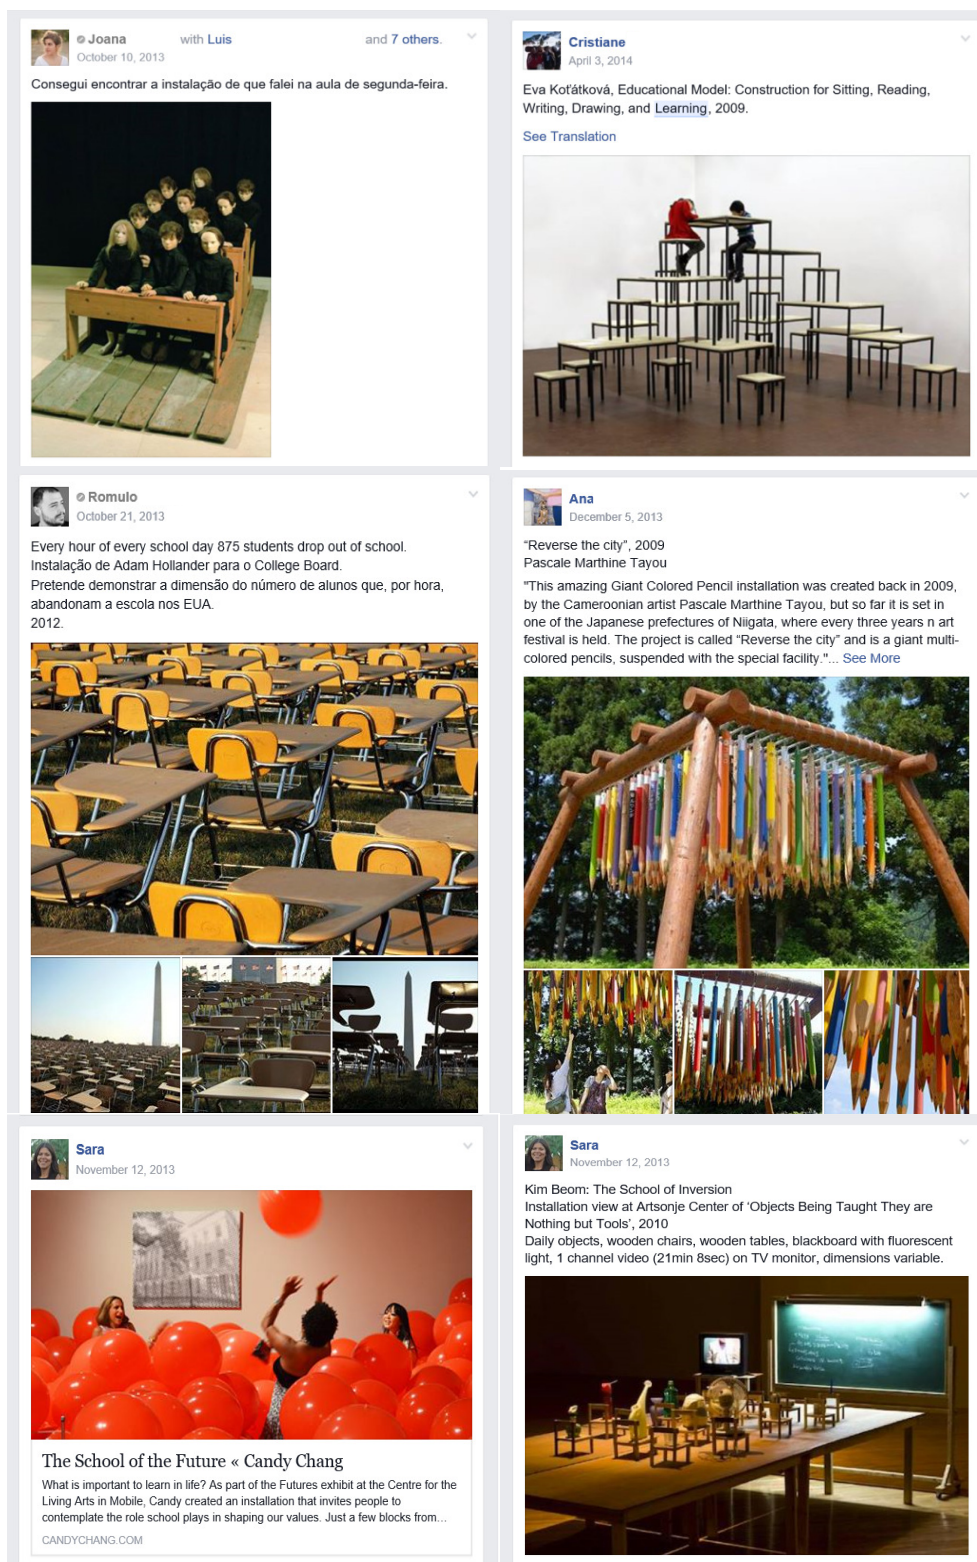 Joana with Luis and 7 others.
October 10, 2013
Consegui encontrar a instalação de que falei na aula de segunda-feira.
Cristiane
April 3, 2014
Eva Koťátková, Educational Model: Construction for Sitting, Reading,
Writing, Drawing, and Learning, 2009.
See Translation
Romulo
October 21, 2013
Every hour of every school day 875 students drop out of school.
Instalação de Adam Hollander para o College Board.
Pretende demonstrar a dimensão do número de alunos que, por hora,
abandonam a escola nos EUA.
2012.
Ana
December 5, 2013
“Reverse the city”, 2009
Pascale Marthine Tayou
"This amazing Giant Colored Pencil installation was created back in 2009,
by the Cameroonian artist Pascale Marthine Tayou, but so far it is set in
one of the Japanese prefectures of Niigata, where every three years n art
festival is held. The project is called “Reverse the city” and is a giant multi-
colored pencils, suspended with the special facility."... See More
Sara
November 12, 2013
The School of the Future « Candy Chang
What is important to learn in life? As part of the Futures exhibit at the Centre for the
Living Arts in Mobile, Candy created an installation that invites people to
contemplate the role school plays in shaping our values. Just a few blocks from...
CANDYCHANG.COM
Sara
November 12, 2013
Kim Beom: The School of Inversion
Installation view at Artsonje Center of ‘Objects Being Taught They are
Nothing but Tools’, 2010
Daily objects, wooden chairs, wooden tables, blackboard with fluorescent
light, 1 channel video (21min 8sec) on TV monitor, dimensions variable.